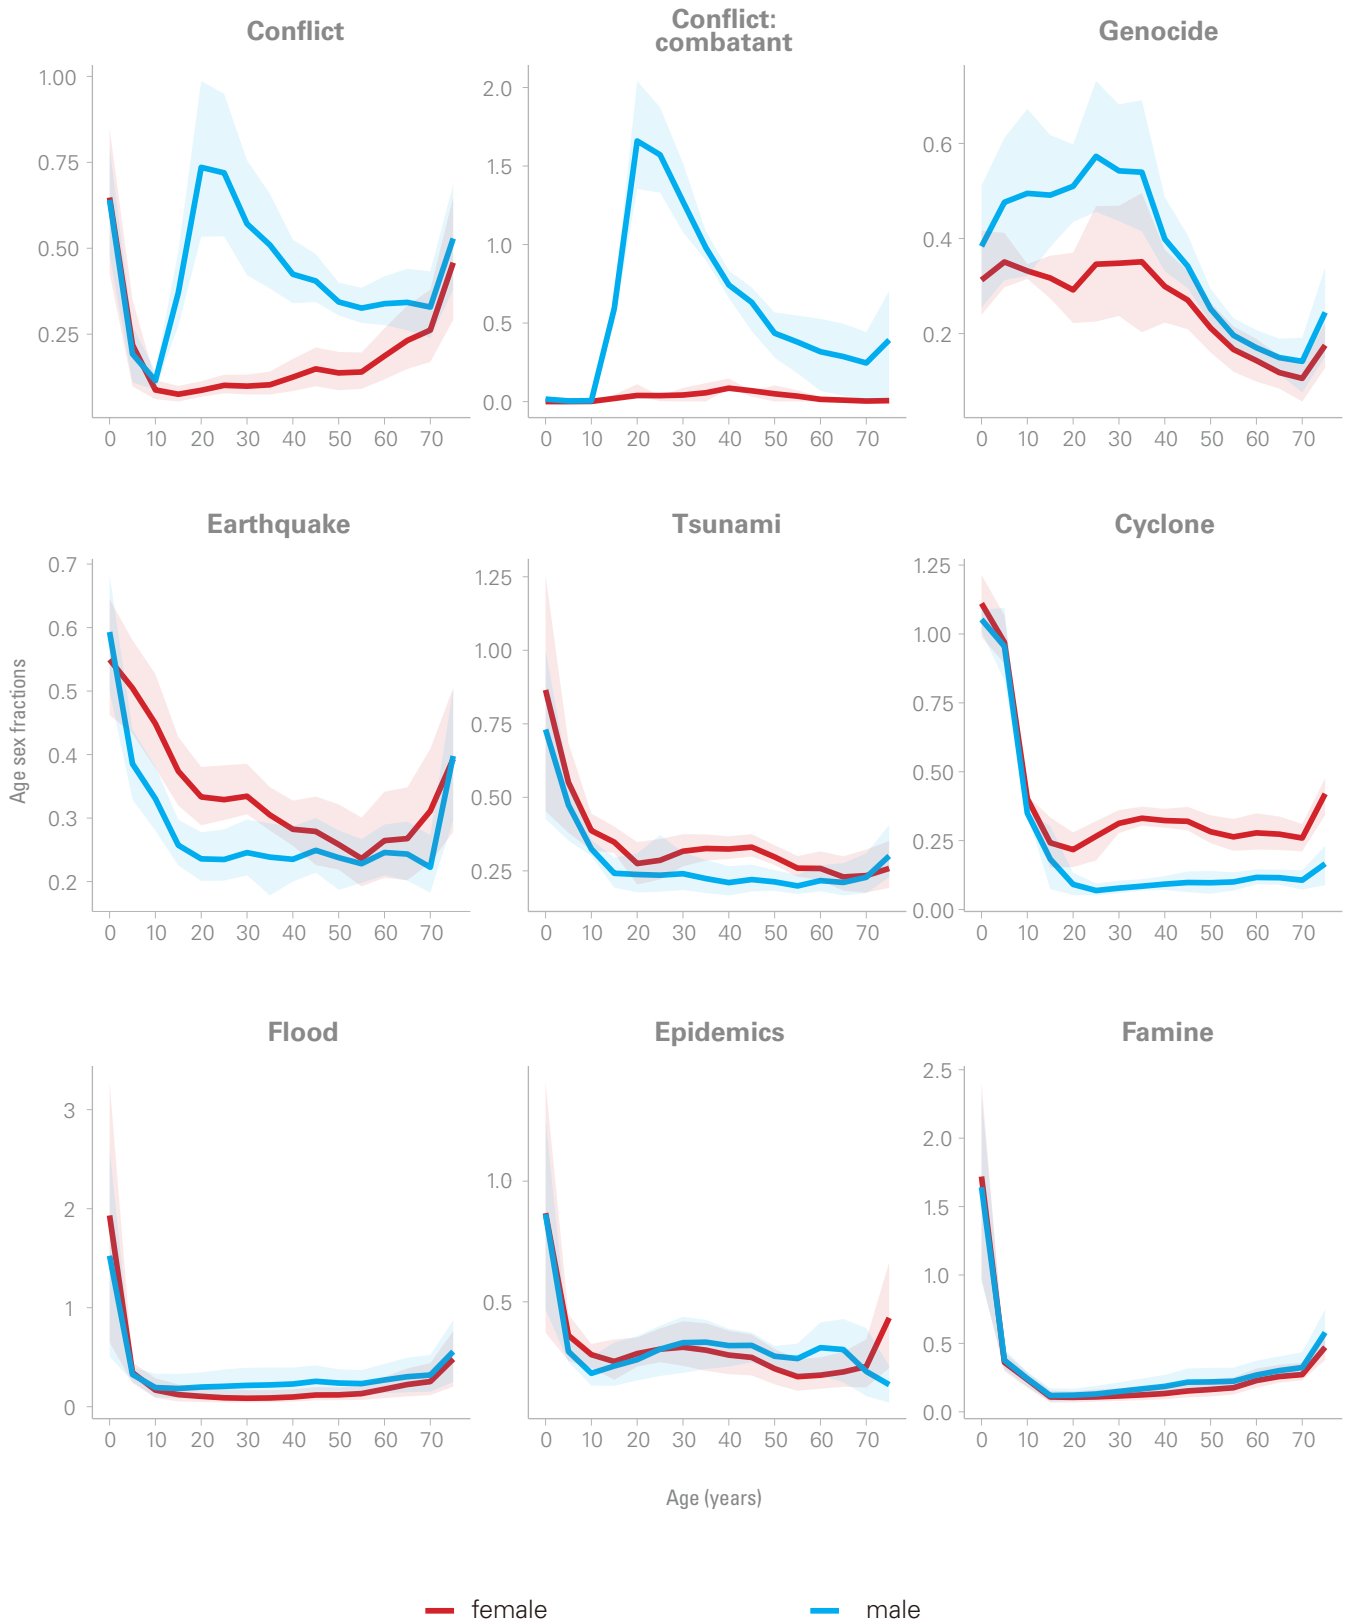 Conflict
Conflict:
combatant
Genocide
1.00
0.75
0.50
0.25
0 10 20 30 40 50 60 70
2.0
1.5
1.0
0.5
0.0
0 10 20 30 40 50 60 70
0.6
0.4
0.2
0 10 20 30 40 50 60 70
Earthquake
Tsunami
Cyclone
Age sex fractions
0.7
0.6
0.5
0.4
0.3
0.2
0 10 20 30 40 50 60 70
1.25
1.00
0.75
0.50
0.25
0 10 20 30 40 50 60 70
1.25
1.00
0.75
0.50
0.25
0.00
0 10 20 30 40 50 60 70
Flood
Epidemics
Famine
3
2
1
0
0 10 20 30 40 50 60 70
1.0
0.5
0 10 20 30 40 50 60 70
2.5
2.0
1.5
1.0
0.5
0.0
0 10 20 30 40 50 60 70
Age (years)
female
male